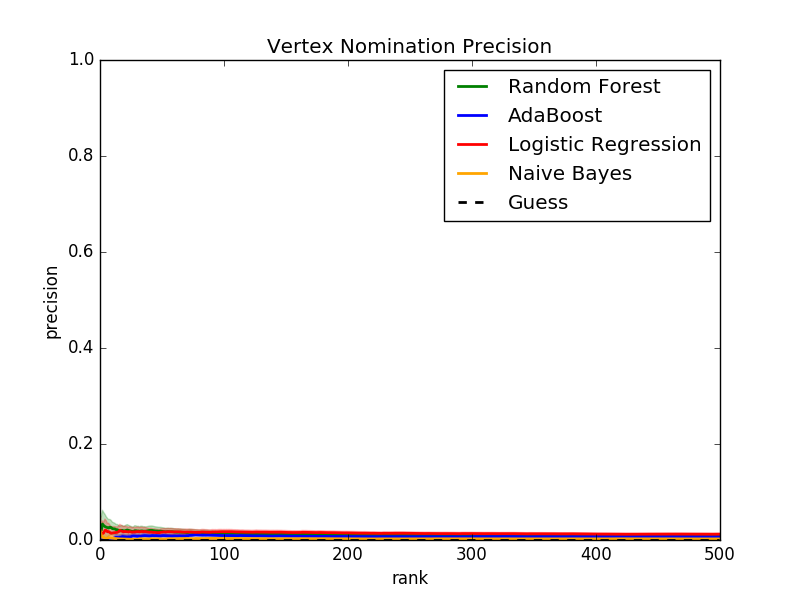 Vertex Nomination Precision
1.0
0.8
0.6
0.4
0.2
0.0
precision
Random Forest
AdaBoost
Logistic Regression
Naive Bayes
Guess
0 100 200 300 400 500
rank